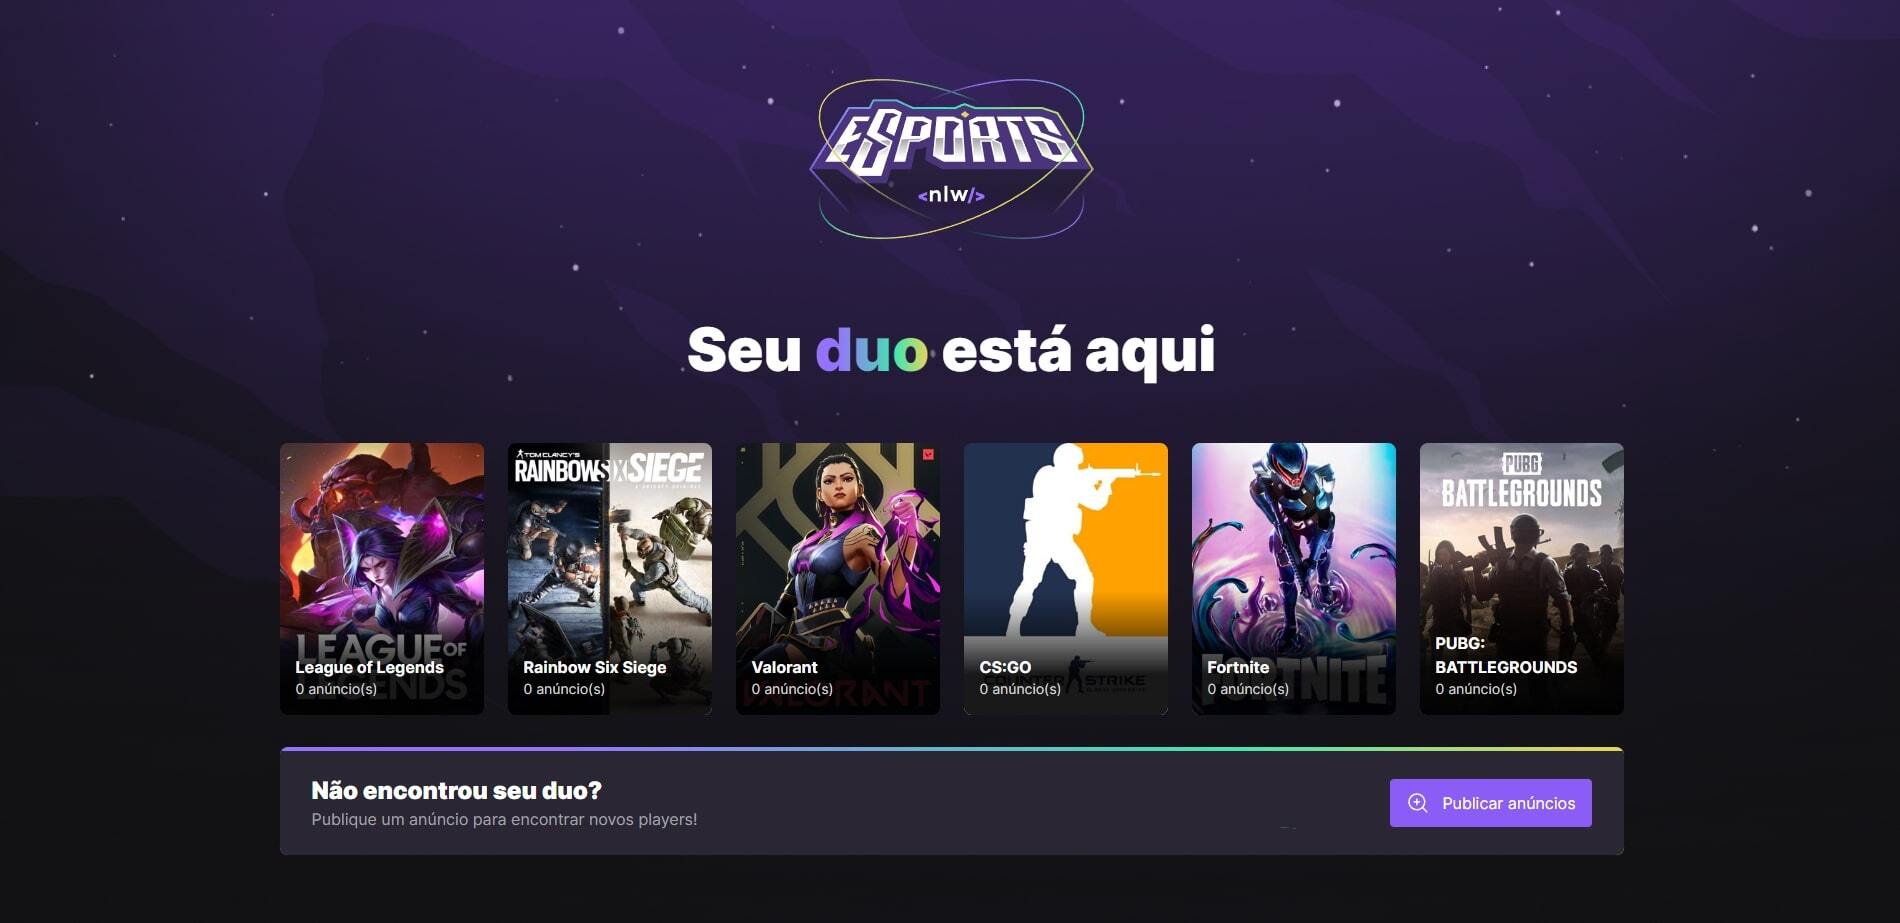 ESPORTS
<nlw/>
Seu duo está aqui
LEAGUE OF
LEGENDS
League of Legends
0 anúncio(s)
TOM CLANCY'S
RAINBOW SIX SIEGE
Rainbow Six Siege
0 anúncio(s)
VALORANT
Valorant
0 anúncio(s)
COUNTER STRIKE
CS:GO
0 anúncio(s)
FORTNITE
Fortnite
0 anúncio(s)
PUBG
BATTLEGROUNDS
PUBG:
BATTLEGROUNDS
0 anúncio(s)
Não encontrou seu duo?
Publique um anúncio para encontrar novos players!
Publicar anúncios